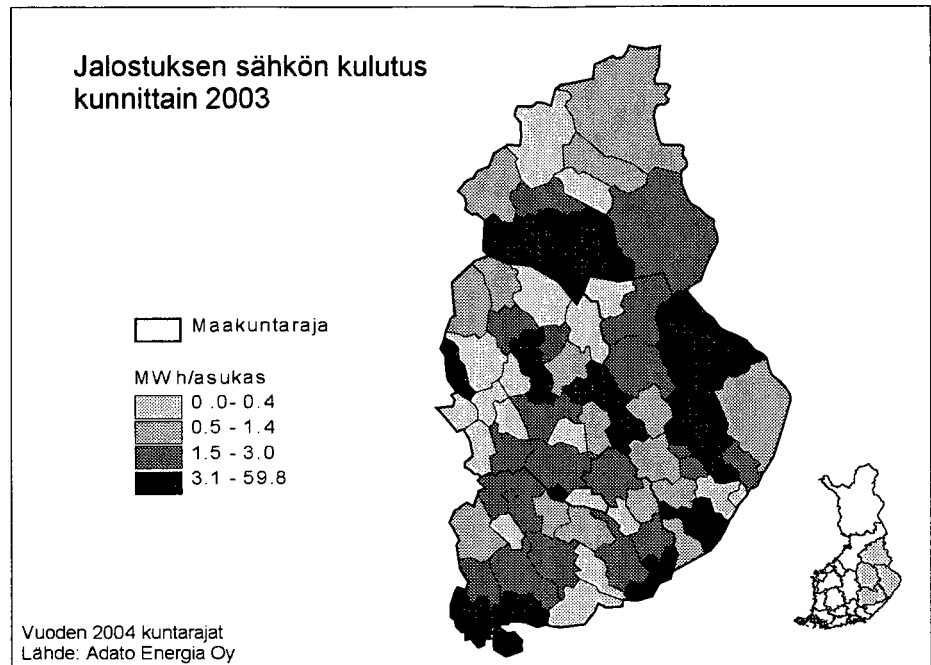 Jalostuksen sähkön kulutus
kunnittain 2003
Maakuntaraja
MWh/asukas
0.0- 0.4
0.5 - 1.4
1.5 - 3.0
3.1 - 59.8
Vuoden 2004 kuntarajat
Lähde: Adato Energia Oy